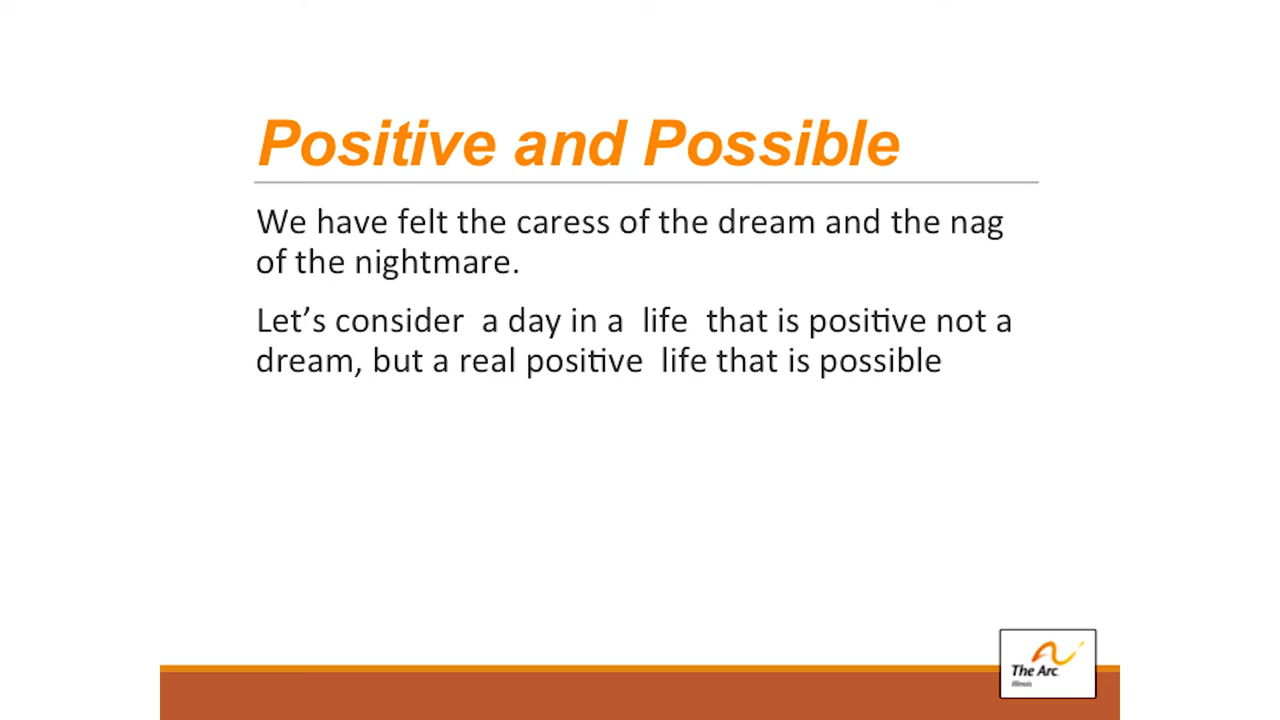 Positive and Possible
We have felt the caress of the dream and the nag
of the nightmare.
Let’s consider  a day in a  life  that is positive not a
dream, but a real positive  life that is possible
The Arc
Illinois